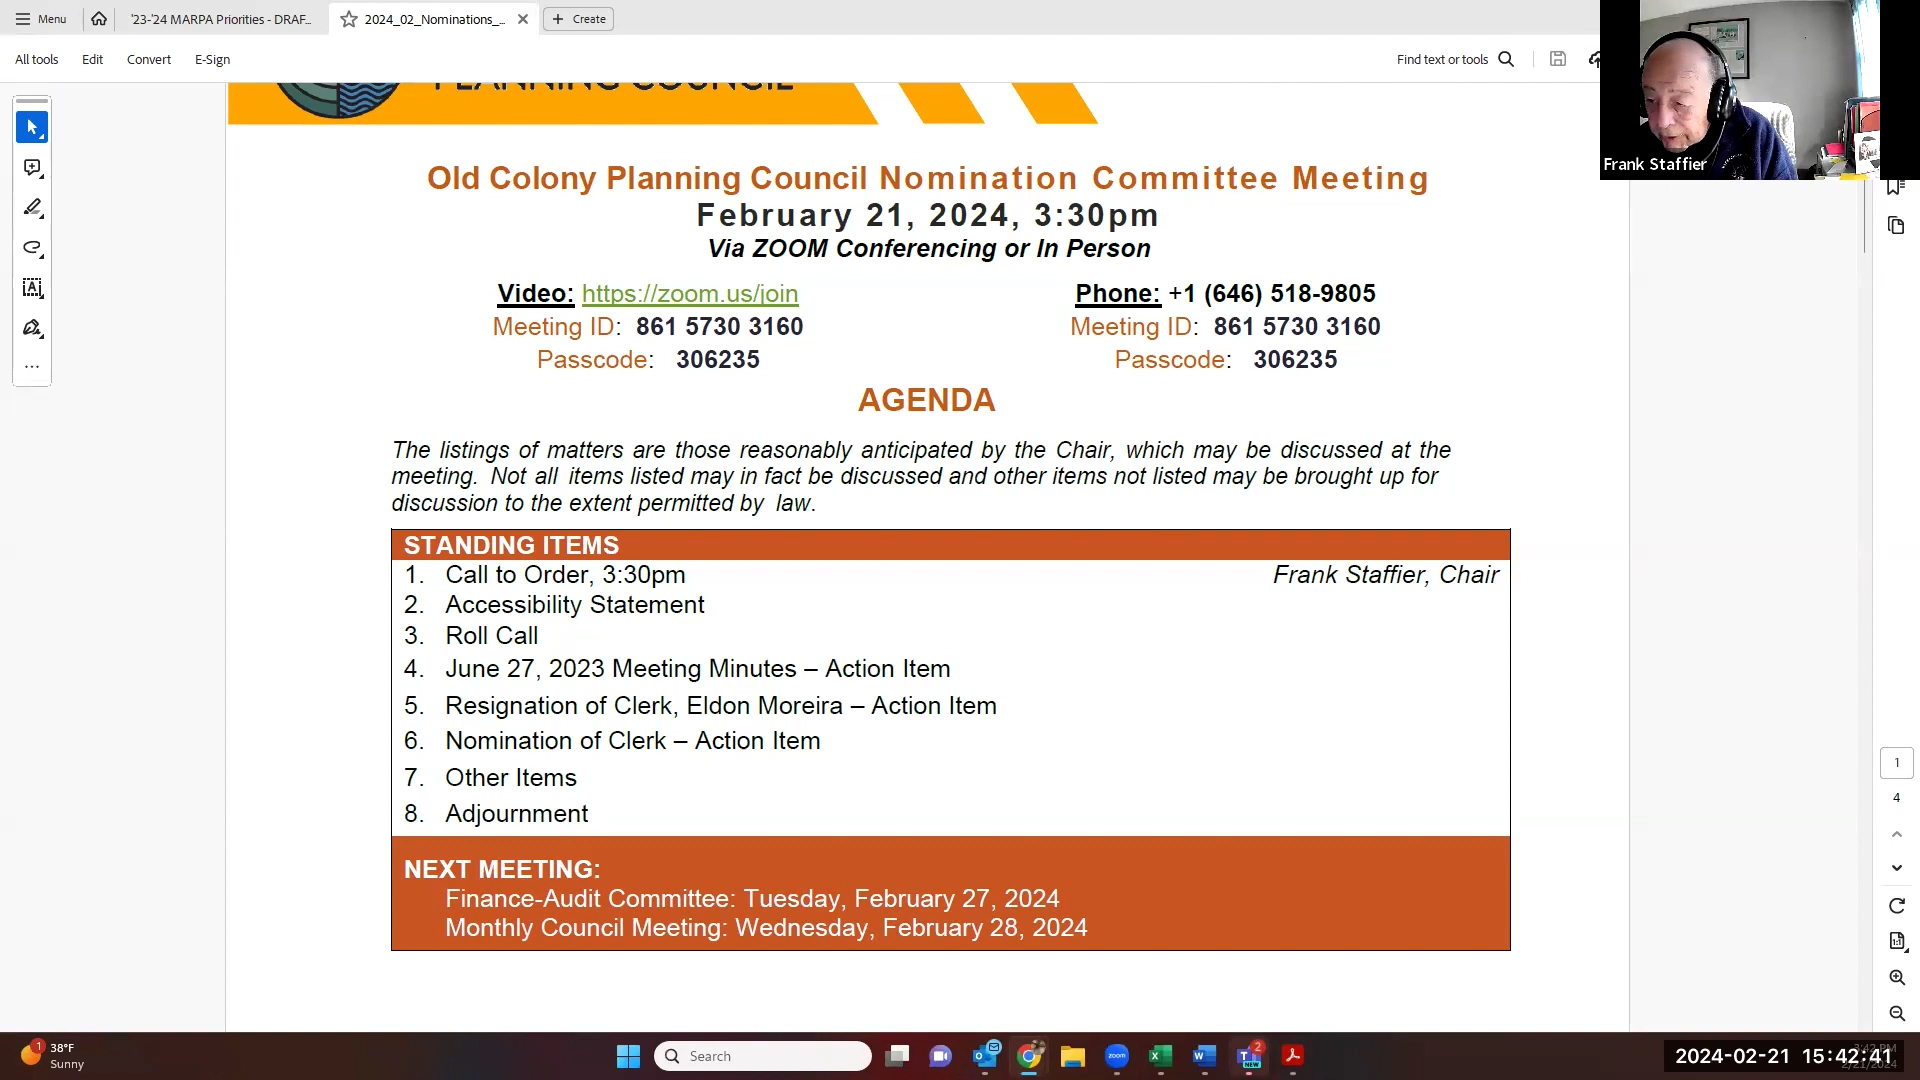 Menu
'23-'24 MARPA Priorities - DRAF...
2024_02_Nominations_...
Create
All tools
Edit
Convert
E-Sign
Find text or tools
Frank Staffier
PLANNING COUNCIL
Old Colony Planning Council Nomination Committee Meeting
February 21, 2024, 3:30pm
Via ZOOM Conferencing or In Person
Video: https://zoom.us/join
Meeting ID: 861 5730 3160
Passcode: 306235
Phone: +1 (646) 518-9805
Meeting ID: 861 5730 3160
Passcode: 306235
AGENDA
The listings of matters are those reasonably anticipated by the Chair, which may be discussed at the
meeting. Not all items listed may in fact be discussed and other items not listed may be brought up for
discussion to the extent permitted by law.
STANDING ITEMS
1. Call to Order, 3:30pm Frank Staffier, Chair
2. Accessibility Statement
3. Roll Call
4. June 27, 2023 Meeting Minutes – Action Item
5. Resignation of Clerk, Eldon Moreira – Action Item
6. Nomination of Clerk – Action Item
7. Other Items
8. Adjournment
NEXT MEETING:
Finance-Audit Committee: Tuesday, February 27, 2024
Monthly Council Meeting: Wednesday, February 28, 2024
1
4
1
38°F
Sunny
Search
zoom
2
NEW
2024-02-21 15:42:41